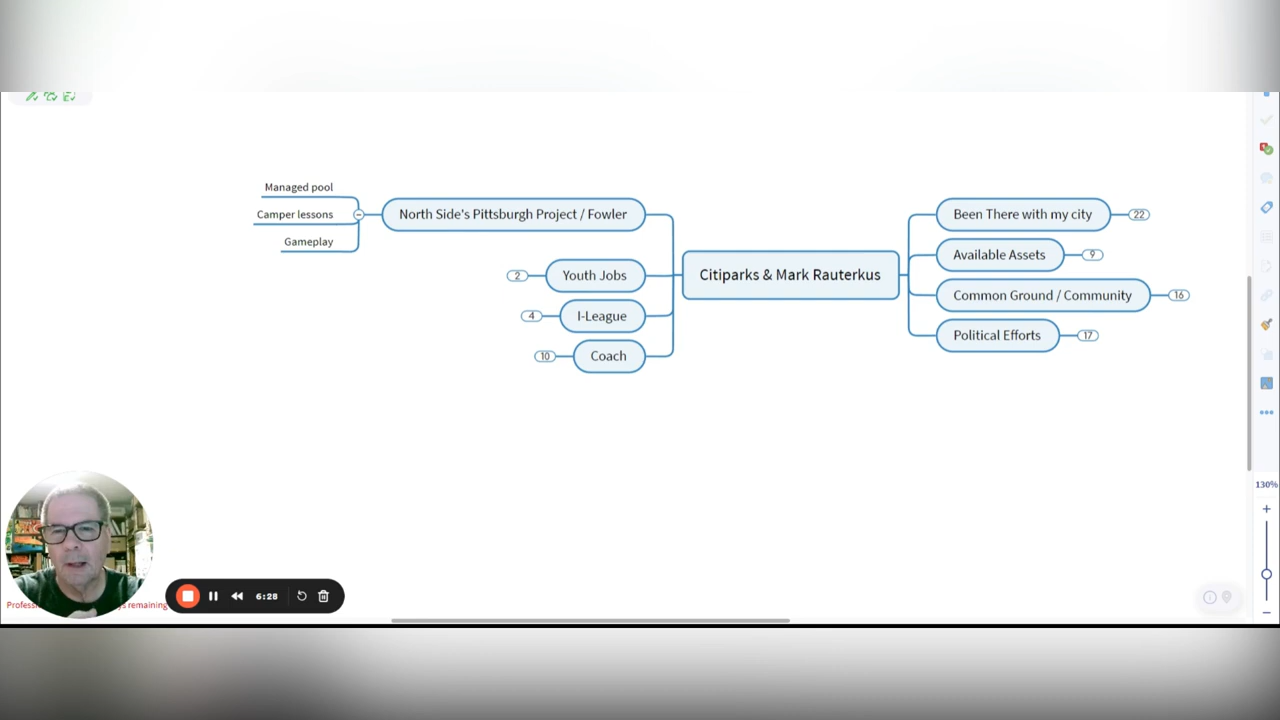 Managed pool
Camper lessons
Gameplay
North Side's Pittsburgh Project / Fowler
2 Youth Jobs
4 I-League
10 Coach
Citiparks & Mark Rauterkus
Been There with my city 22
Available Assets 9
Common Ground / Community 16
Political Efforts 17
130%
6:28
remaining